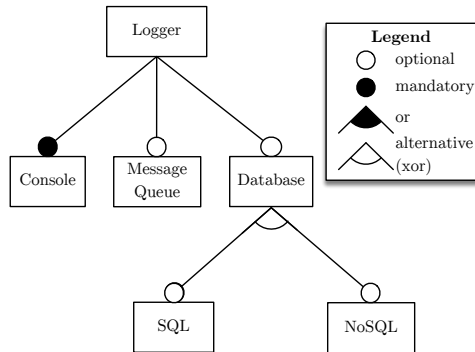 Logger
Legend
optional
mandatory
or
alternative
(xor)
Console
Message
Queue
Database
SQL
NoSQL